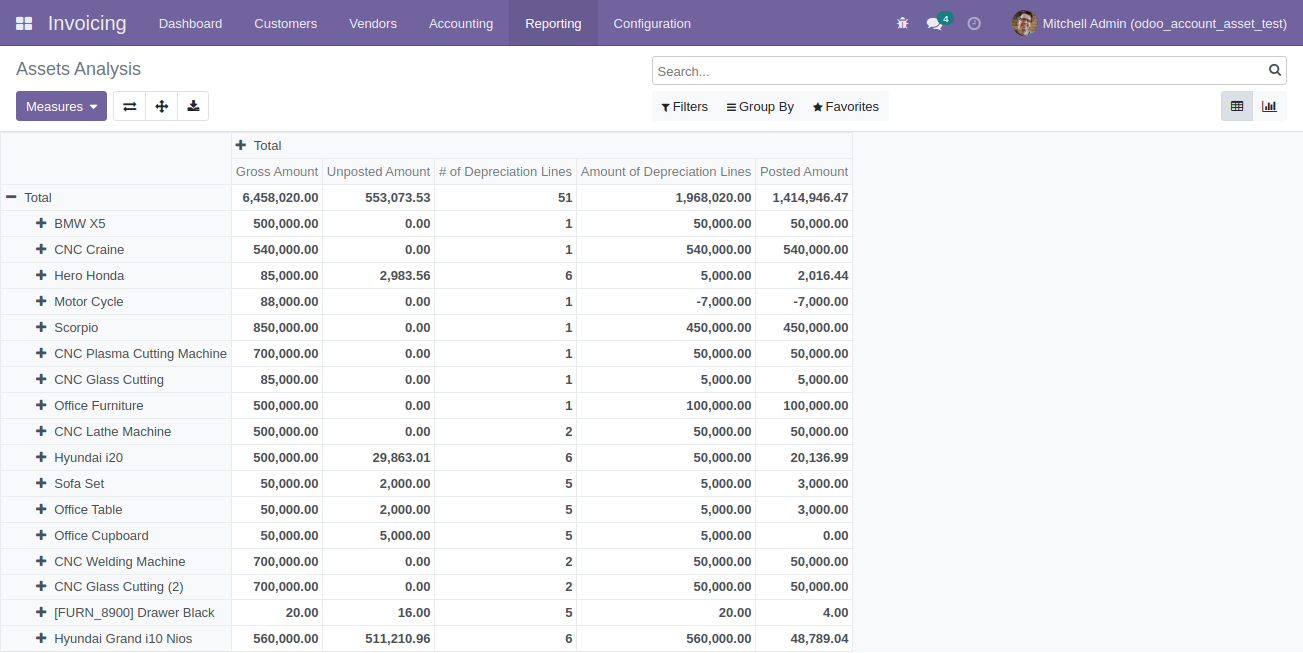 Invoicing Dashboard Customers Vendors Accounting Reporting Configuration 4 Mitchell Admin (odoo_account_asset_test)
Assets Analysis Search...
Measures Filters Group By Favorites
Total
Gross Amount Unposted Amount # of Depreciation Lines Amount of Depreciation Lines Posted Amount
Total 6,458,020.00 553,073.53 51 1,968,020.00 1,414,946.47
BMW X5 500,000.00 0.00 1 50,000.00 50,000.00
CNC Craine 540,000.00 0.00 1 540,000.00 540,000.00
Hero Honda 85,000.00 2,983.56 6 5,000.00 2,016.44
Motor Cycle 88,000.00 0.00 1 -7,000.00 -7,000.00
Scorpio 850,000.00 0.00 1 450,000.00 450,000.00
CNC Plasma Cutting Machine 700,000.00 0.00 1 50,000.00 50,000.00
CNC Glass Cutting 85,000.00 0.00 1 5,000.00 5,000.00
Office Furniture 500,000.00 0.00 1 100,000.00 100,000.00
CNC Lathe Machine 500,000.00 0.00 2 50,000.00 50,000.00
Hyundai i20 500,000.00 29,863.01 6 50,000.00 20,136.99
Sofa Set 50,000.00 2,000.00 5 5,000.00 3,000.00
Office Table 50,000.00 2,000.00 5 5,000.00 3,000.00
Office Cupboard 50,000.00 5,000.00 5 5,000.00 0.00
CNC Welding Machine 700,000.00 0.00 2 50,000.00 50,000.00
CNC Glass Cutting (2) 700,000.00 0.00 2 50,000.00 50,000.00
[FURN_8900] Drawer Black 20.00 16.00 5 20.00 4.00
Hyundai Grand i10 Nios 560,000.00 511,210.96 6 560,000.00 48,789.04